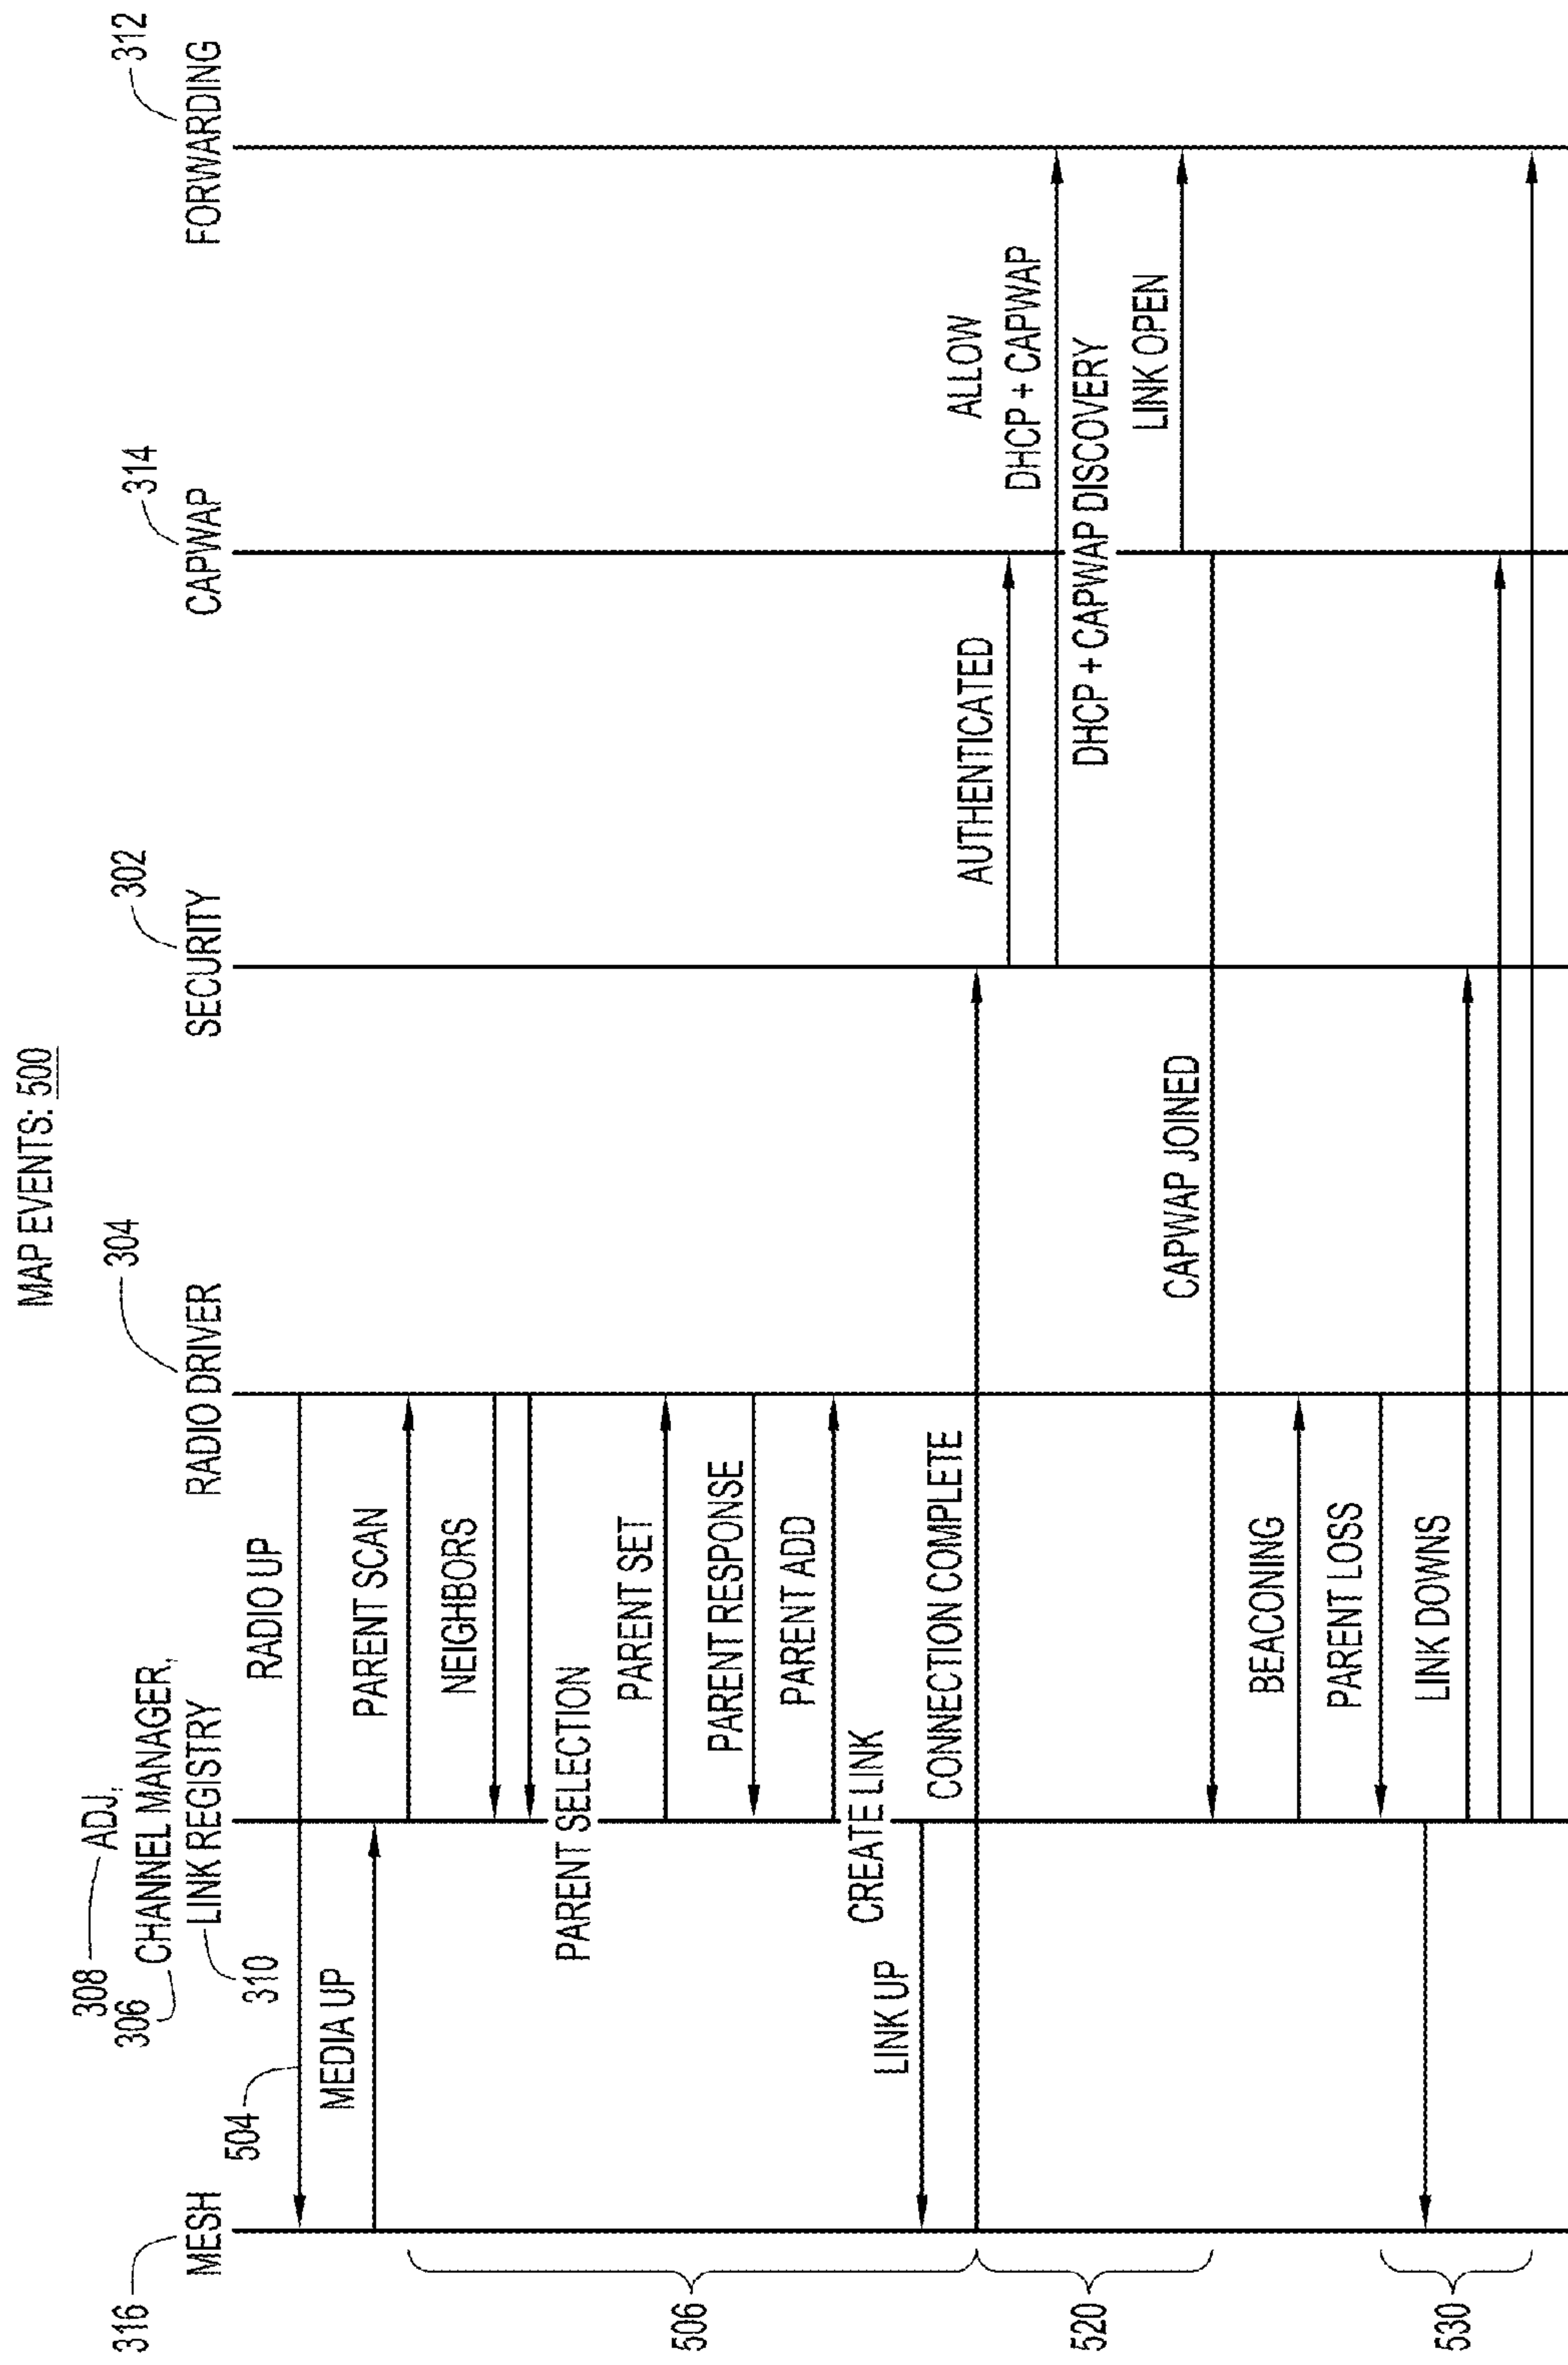 MAP EVENTS: 500
316
MESH
308
ADJ,
306
CHANNEL MANAGER,
LINK REGISTRY
310
304
RADIO DRIVER
302
SECURITY
314
CAPWAP
312
FORWARDING
504
RADIO UP
MEDIA UP
PARENT SCAN
NEIGHBORS
PARENT SELECTION
506
PARENT SET
PARENT RESPONSE
PARENT ADD
CREATE LINK
LINK UP
CONNECTION COMPLETE
AUTHENTICATED
ALLOW
DHCP + CAPWAP
DHCP + CAPWAP DISCOVERY
520
LINK OPEN
CAPWAP JOINED
BEACONING
PARENT LOSS
LINK DOWNS
530